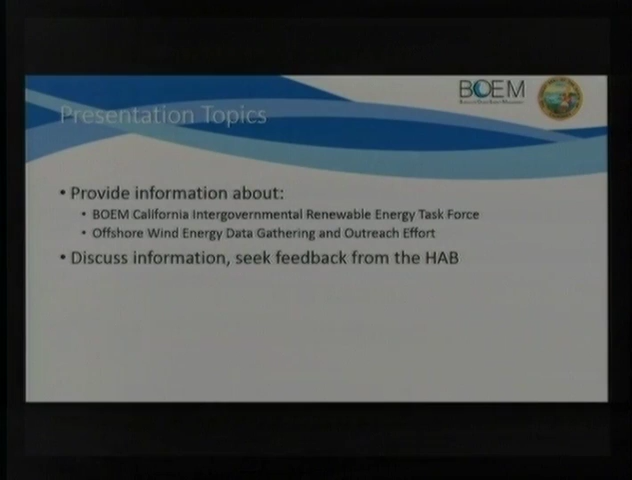 BOEM
Presentation Topics
• Provide information about:
• BOEM California Intergovernmental Renewable Energy Task Force
• Offshore Wind Energy Data Gathering and Outreach Effort
• Discuss information, seek feedback from the HAB